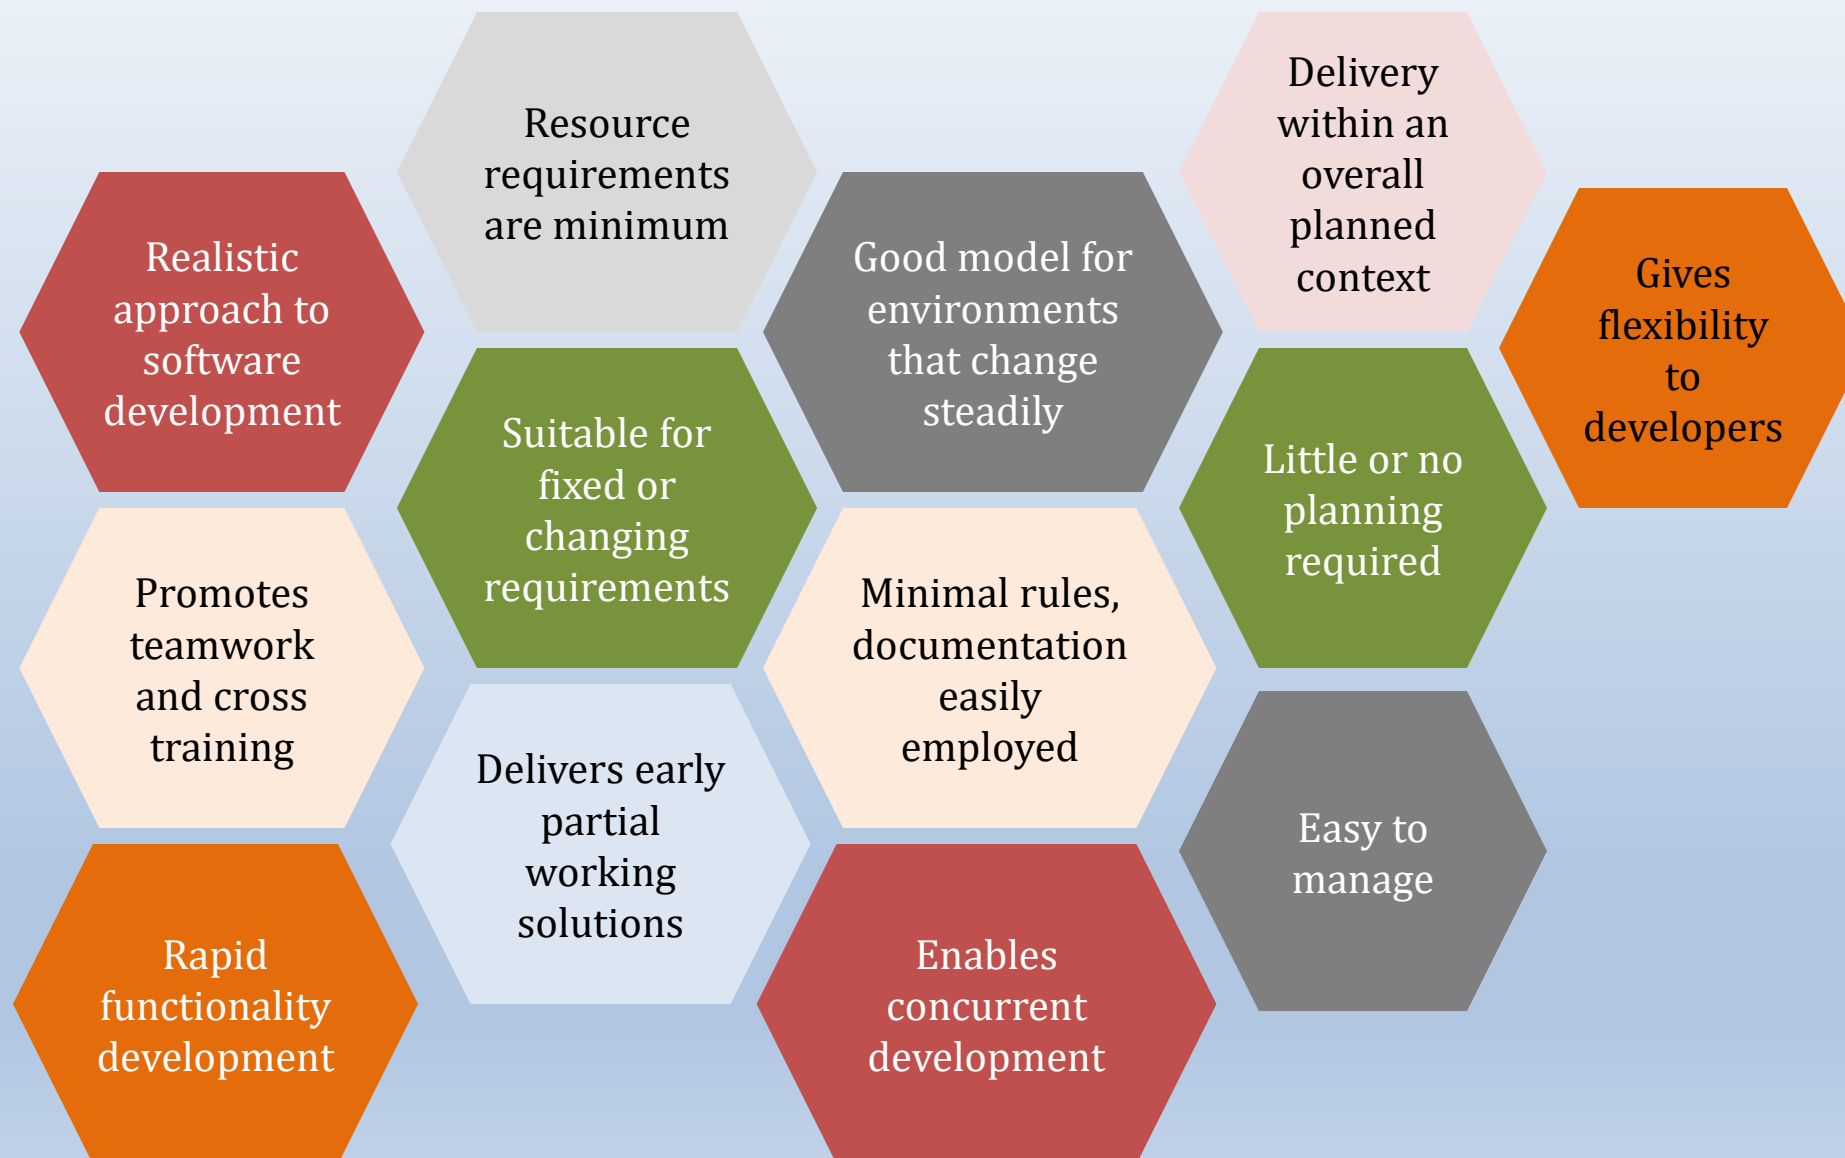 Realistic
approach to
software
development
Resource
requirements
are minimum
Good model for
environments
that change
steadily
Delivery
within an
overall
planned
context
Gives
flexibility
to
developers
Promotes
teamwork
and cross
training
Suitable for
fixed or
changing
requirements
Minimal rules,
documentation
easily
employed
Little or no
planning
required
Rapid
functionality
development
Delivers early
partial
working
solutions
Enables
concurrent
development
Easy to
manage